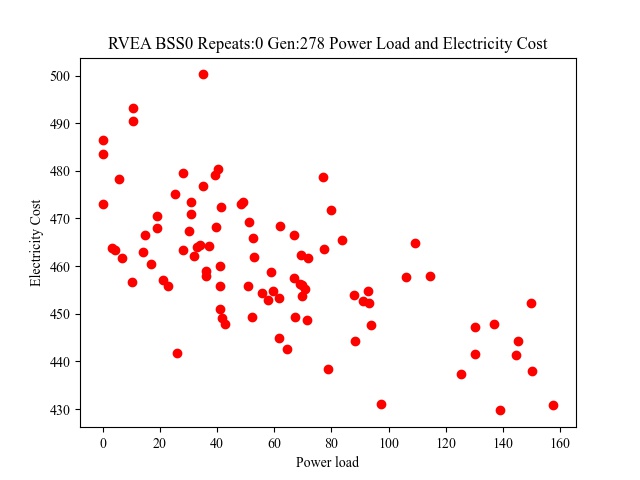 RVEA BSS0 Repeats:0 Gen:278 Power Load and Electricity Cost
500
490
480
470
460
450
440
430
Electricity Cost
0 20 40 60 80 100 120 140 160
Power load